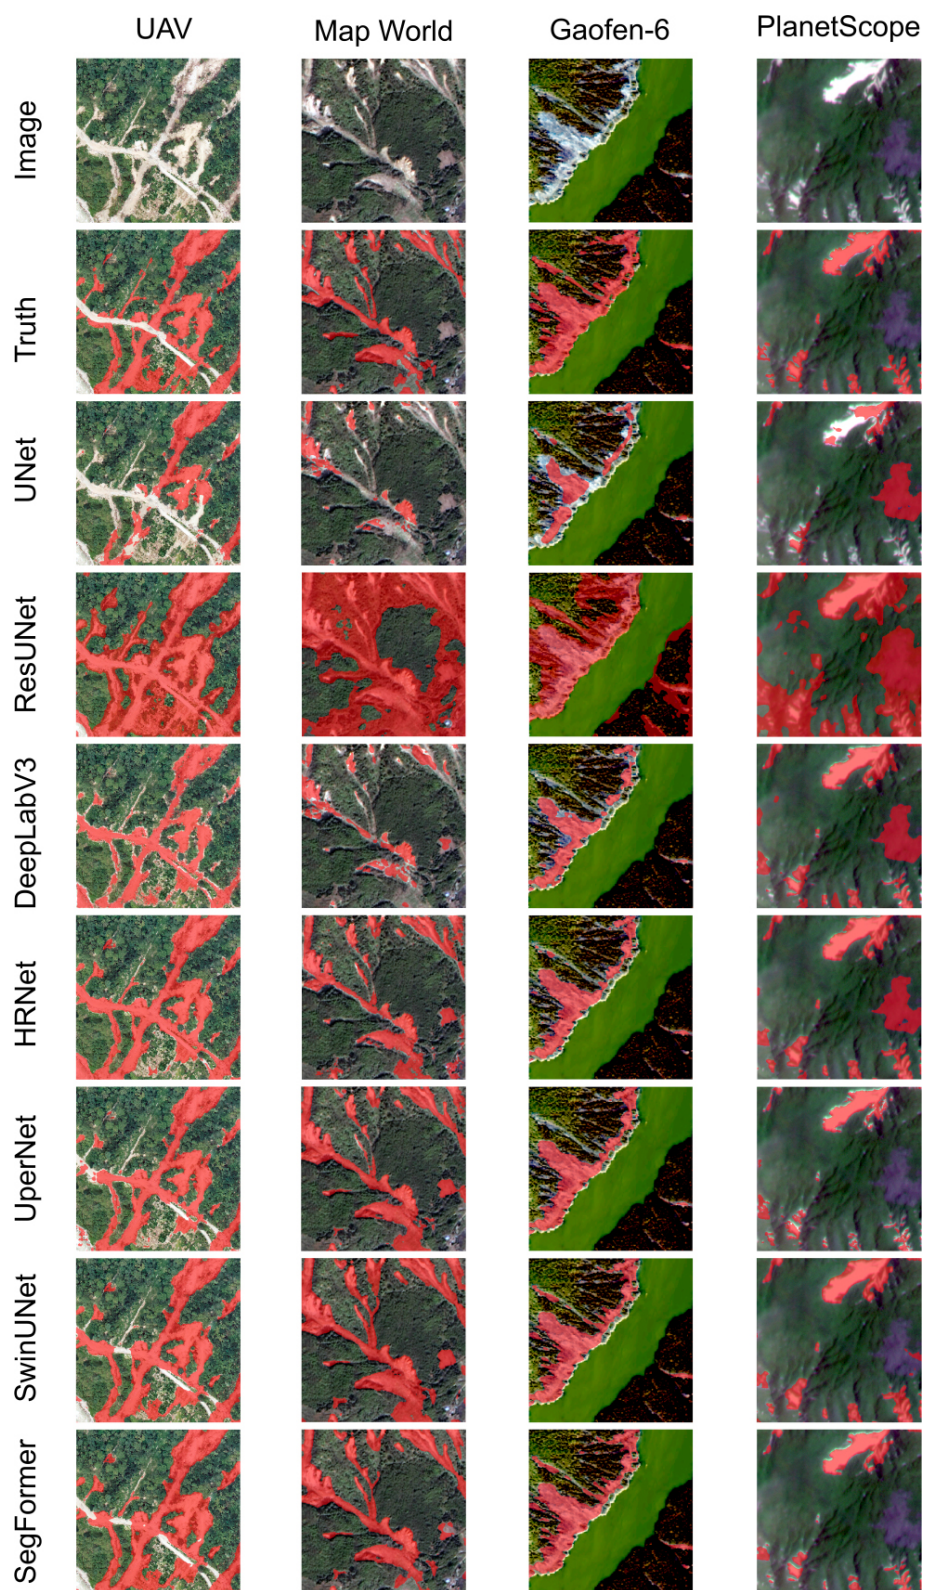 UAV
Map World
Gaofen-6
PlanetScope
Image
Truth
UNet
ResUNet
DeepLabV3
HRNet
UperNet
SwinUNet
SegFormer